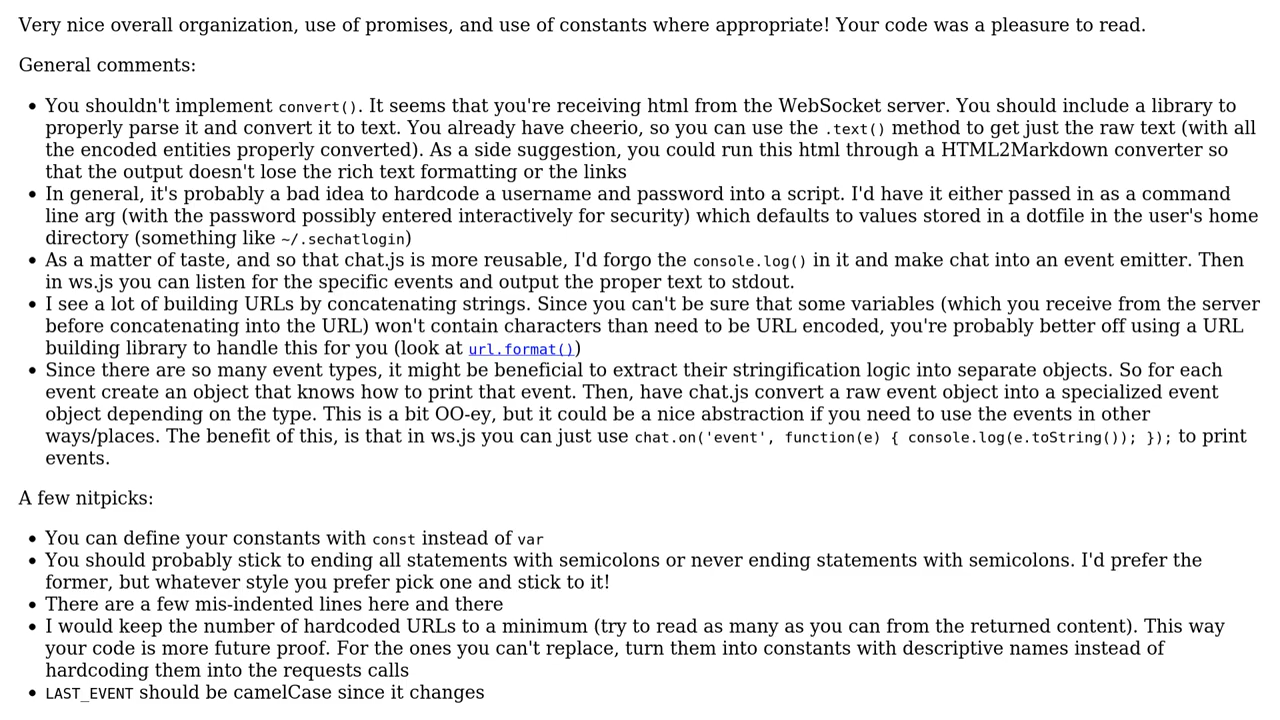 Very nice overall organization, use of promises, and use of constants where appropriate! Your code was a pleasure to read.
General comments:
• You shouldn't implement convert(). It seems that you're receiving html from the WebSocket server. You should include a library to
properly parse it and convert it to text. You already have cheerio, so you can use the .text() method to get just the raw text (with all
the encoded entities properly converted). As a side suggestion, you could run this html through a HTML2Markdown converter so
that the output doesn't lose the rich text formatting or the links
• In general, it's probably a bad idea to hardcode a username and password into a script. I'd have it either passed in as a command
line arg (with the password possibly entered interactively for security) which defaults to values stored in a dotfile in the user's home
directory (something like ~/.sechatlogin)
• As a matter of taste, and so that chat.js is more reusable, I'd forgo the console.log() in it and make chat into an event emitter. Then
in ws.js you can listen for the specific events and output the proper text to stdout.
• I see a lot of building URLs by concatenating strings. Since you can't be sure that some variables (which you receive from the server
before concatenating into the URL) won't contain characters than need to be URL encoded, you're probably better off using a URL
building library to handle this for you (look at url.format())
• Since there are so many event types, it might be beneficial to extract their stringification logic into separate objects. So for each
event create an object that knows how to print that event. Then, have chat.js convert a raw event object into a specialized event
object depending on the type. This is a bit OO-ey, but it could be a nice abstraction if you need to use the events in other
ways/places. The benefit of this, is that in ws.js you can just use chat.on('event', function(e) { console.log(e.toString()); }); to print
events.
A few nitpicks:
• You can define your constants with const instead of var
• You should probably stick to ending all statements with semicolons or never ending statements with semicolons. I'd prefer the
former, but whatever style you prefer pick one and stick to it!
• There are a few mis-indented lines here and there
• I would keep the number of hardcoded URLs to a minimum (try to read as many as you can from the returned content). This way
your code is more future proof. For the ones you can't replace, turn them into constants with descriptive names instead of
hardcoding them into the requests calls
• LAST_EVENT should be camelCase since it changes